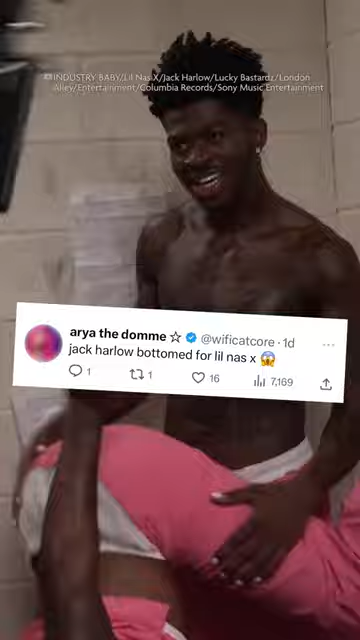 INDUSTRY BABY/Lil Nas X/Jack Harlow/Lucky Bastardz/London
Alley/Entertainment/Columbia Records/Sony Music Entertainment
arya the domme ☆ @wificatcore · 1d
jack harlow bottomed for lil nas x 😱
1 1 16 7,169